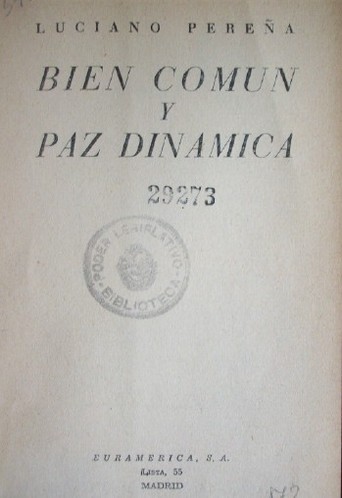 LUCIANO PEREÑA
BIEN COMUN
Y
PAZ DINAMICA
29273
PODER LEGISLATIVO
BIBLIOTECA
EURAMERICA, S. A.
Lista, 55
MADRID